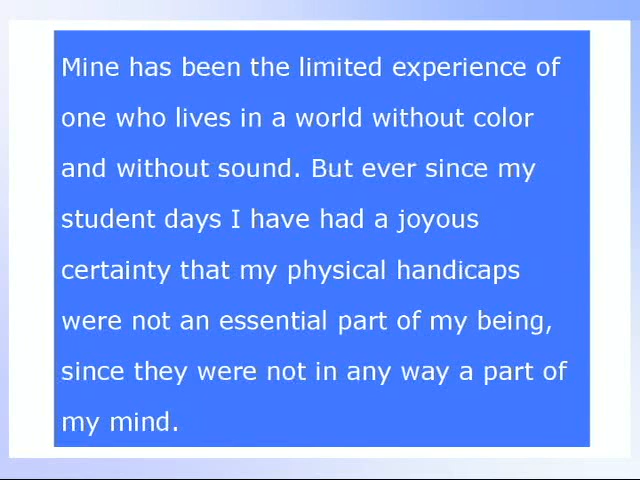 Mine has been the limited experience of
one who lives in a world without color
and without sound. But ever since my
student days I have had a joyous
certainty that my physical handicaps
were not an essential part of my being,
since they were not in any way a part of
my mind.